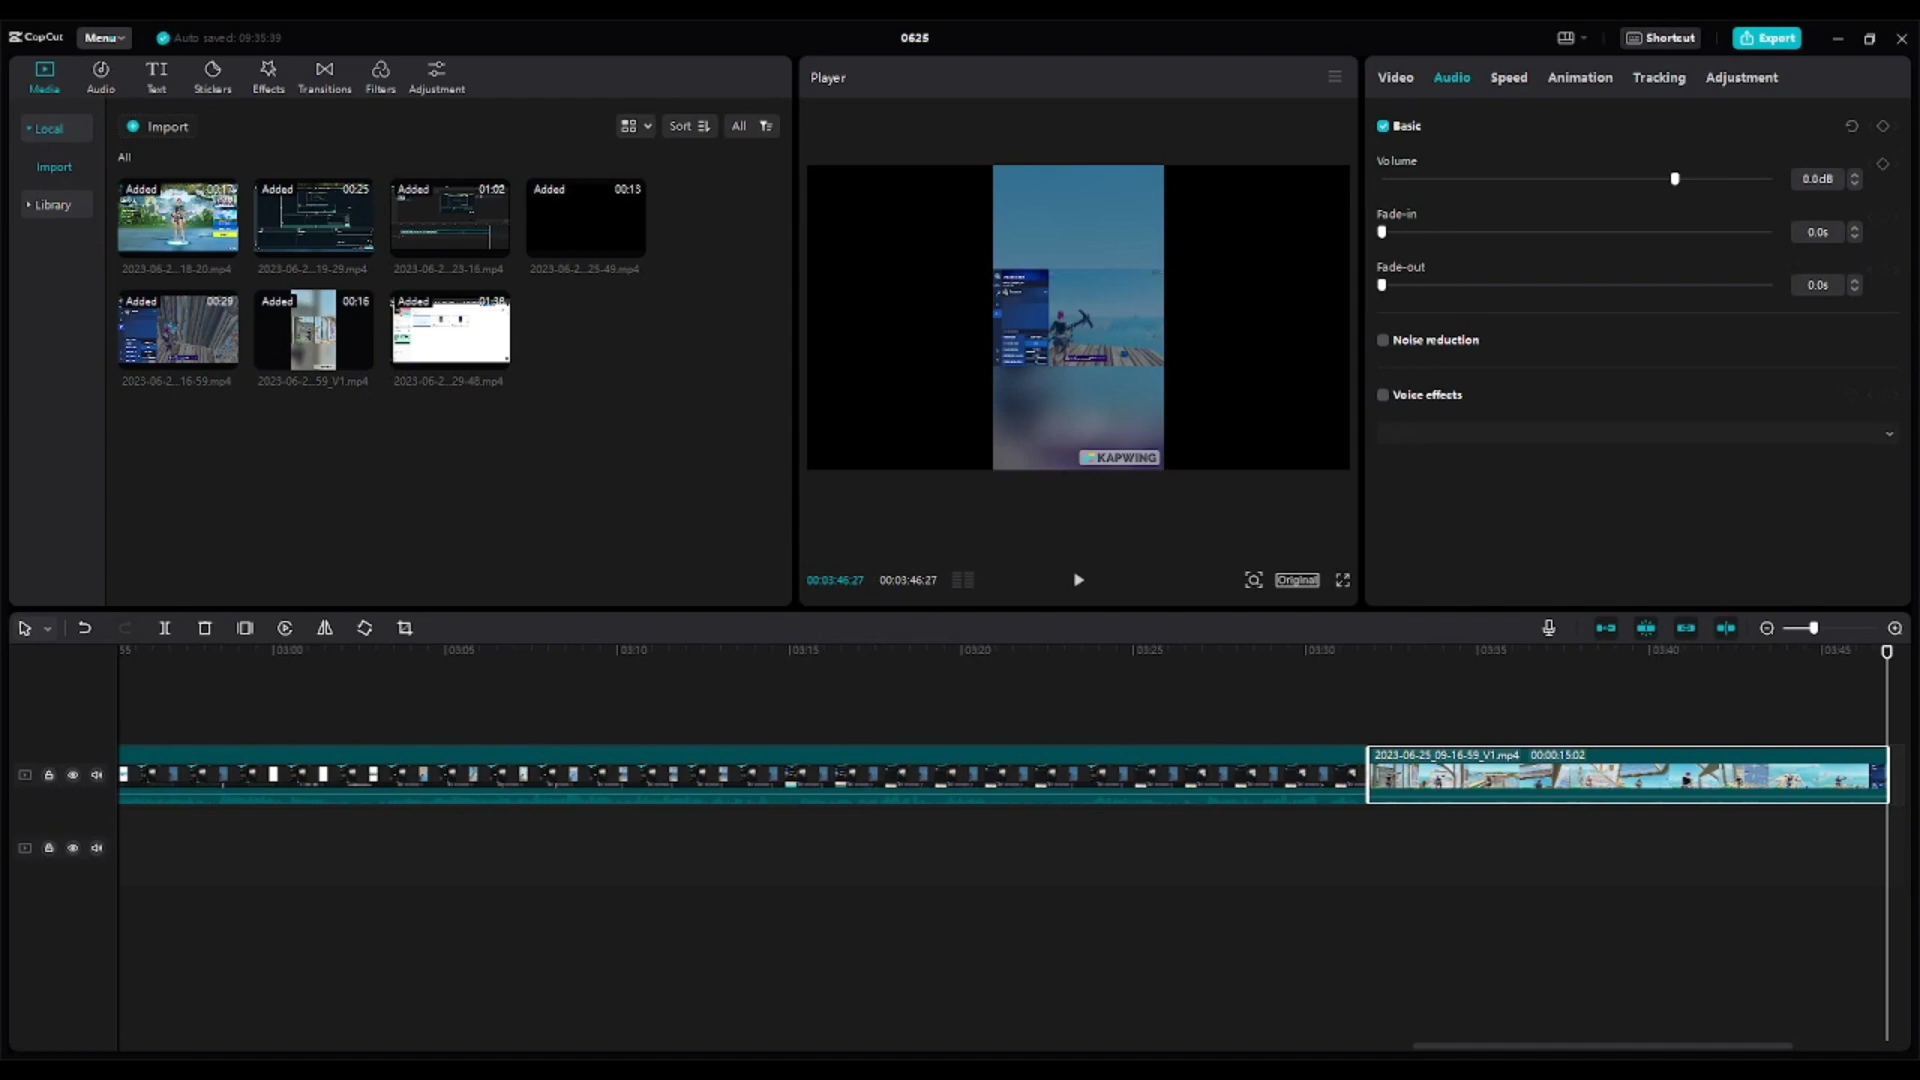 CapCut
Menu
Auto saved: 09:35:39
0625
Shortcut
Export
Media
Audio
Text
Stickers
Effects
Transitions
Filters
Adjustment
Player
Video
Audio
Speed
Animation
Tracking
Adjustment
Local
Import
Library
Import
Sort
All
All
Added 00:17
Added 00:25
Added 01:02
Added 00:13
2023-06-2...18-20.mp4
2023-06-2...19-29.mp4
2023-06-2...23-16.mp4
2023-06-2...25-49.mp4
Added 00:29
Added 00:16
Added 01:38
2023-06-2...16-59.mp4
2023-06-2...59_V1.mp4
2023-06-2...29-48.mp4
KAPWING
00:03:46:27
00:03:46:27
Original
Basic
Volume
0.0dB
Fade-in
0.0s
Fade-out
0.0s
Noise reduction
Voice effects
55
03:00
03:05
03:10
03:15
03:20
03:25
03:30
03:35
03:40
03:45
2023-06-25_09-16-59_V1.mp4 00:00:15:02